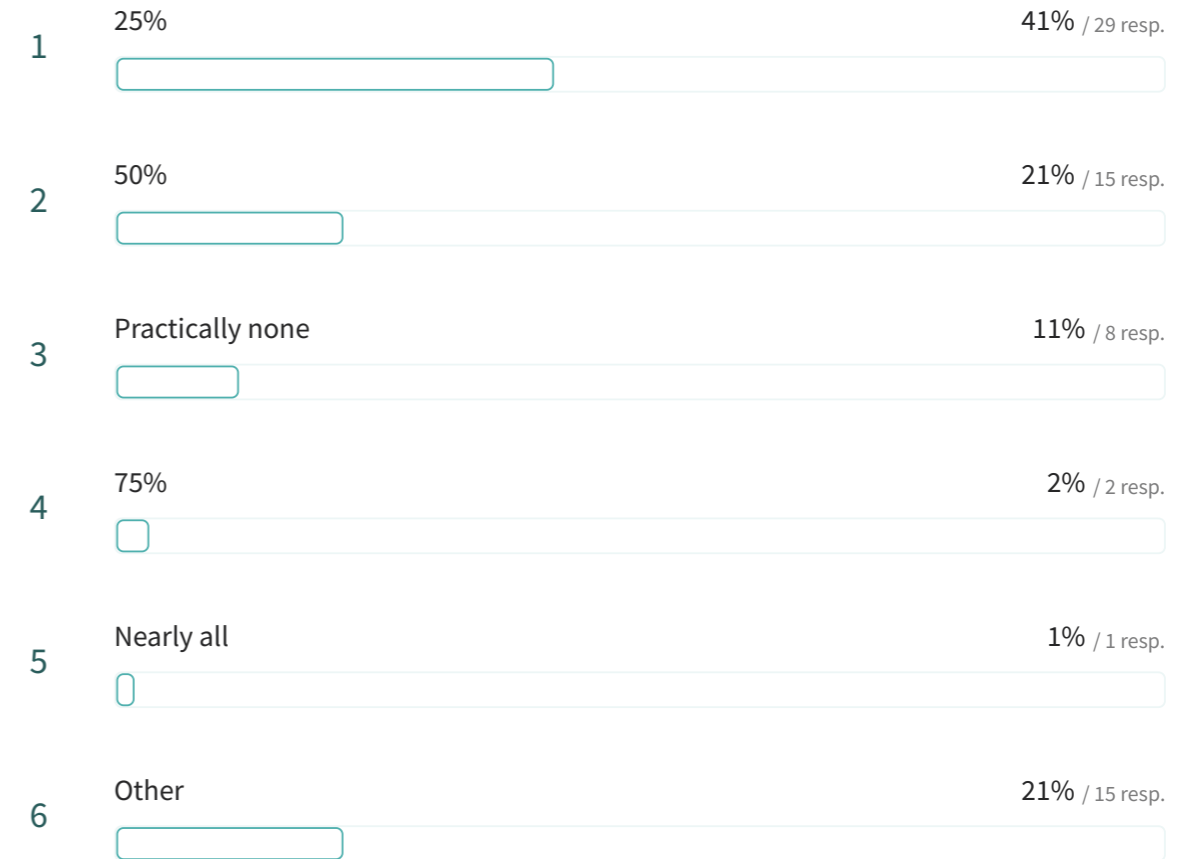 1
25%
41% / 29 resp.
2
50%
21% / 15 resp.
3
Practically none
11% / 8 resp.
4
75%
2% / 2 resp.
5
Nearly all
1% / 1 resp.
6
Other
21% / 15 resp.